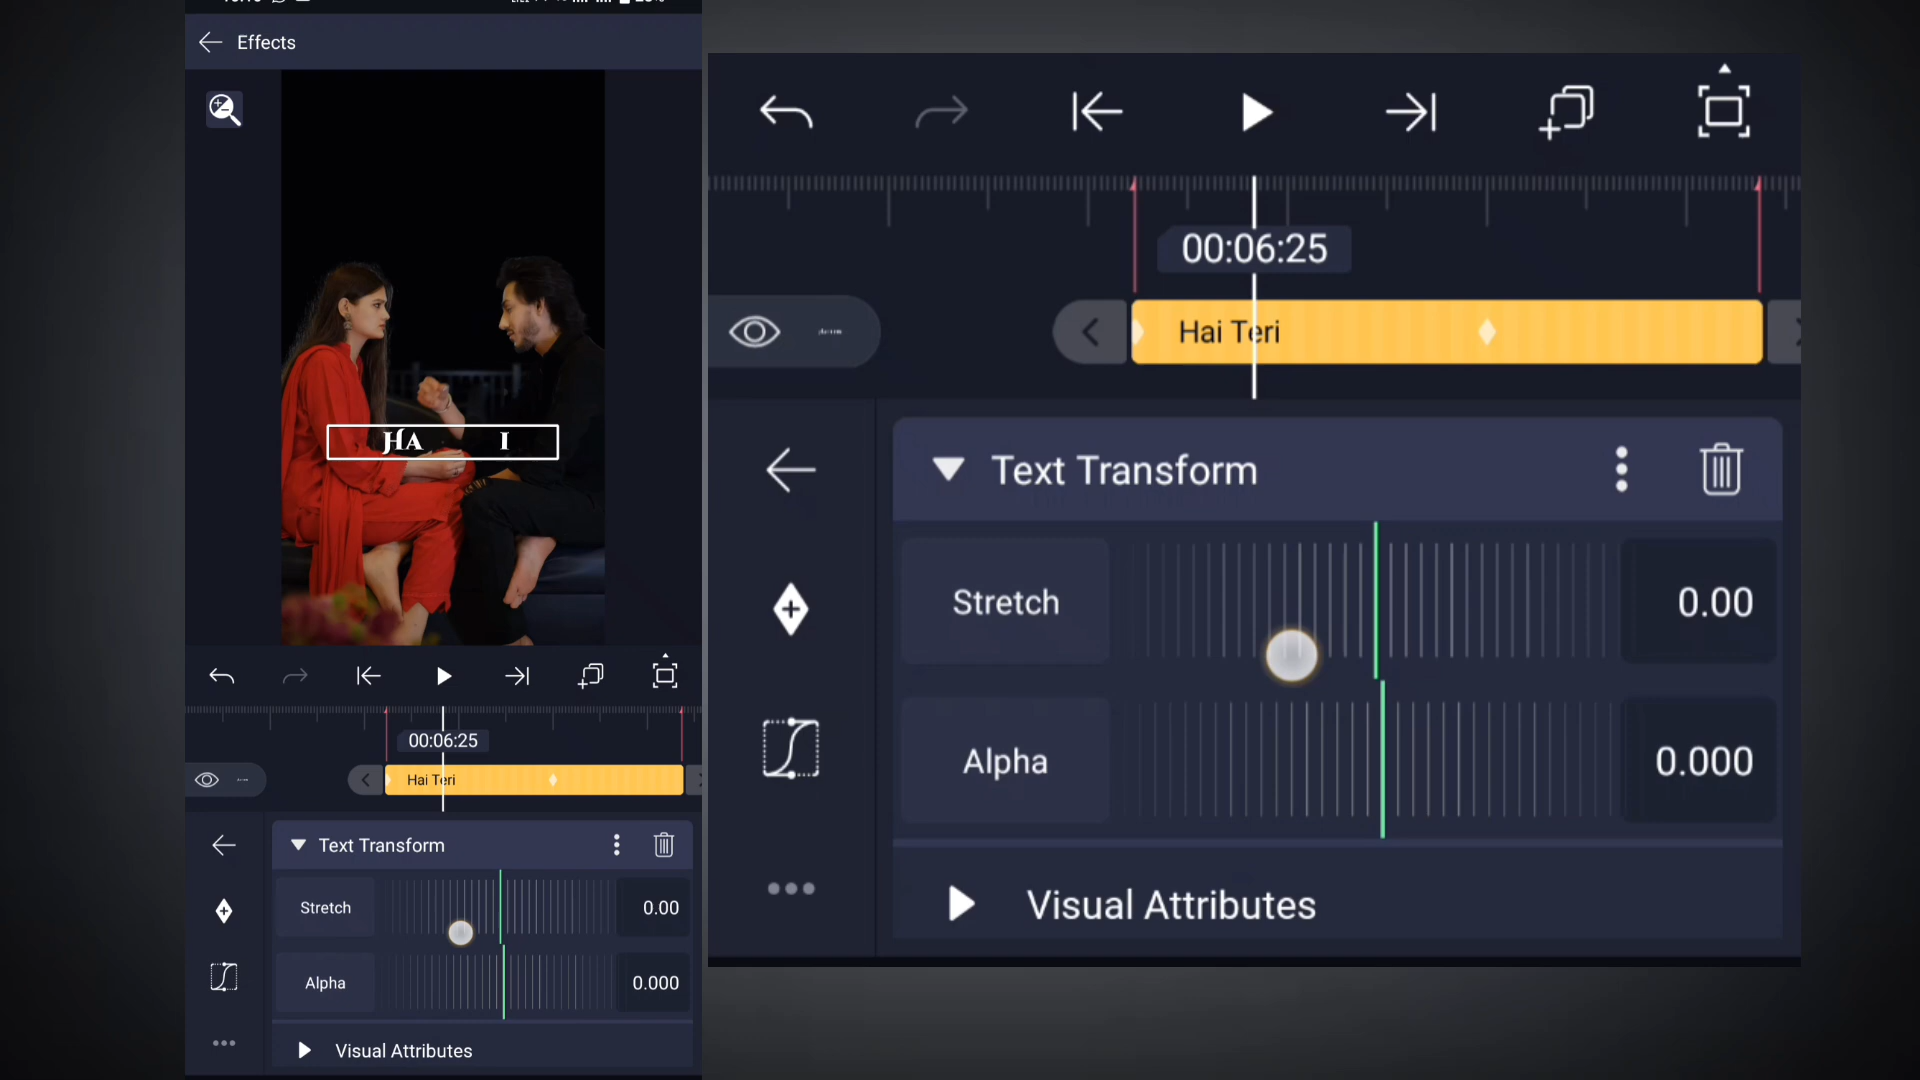 Effects
HA I
00:06:25
Hai Teri
Text Transform
Stretch
0.00
Alpha
0.000
Visual Attributes
00:06:25
Hai Teri
Text Transform
Stretch
0.00
Alpha
0.000
Visual Attributes